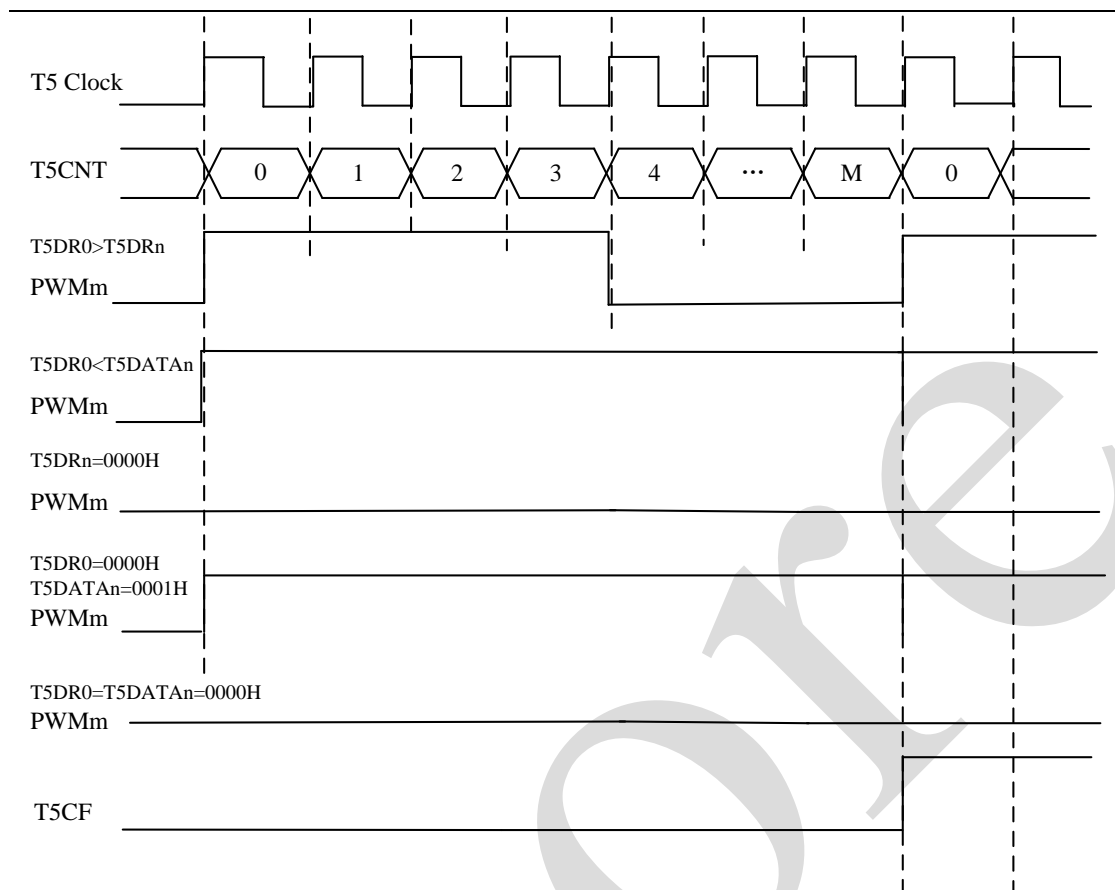 T5 Clock
T5CNT 0 1 2 3 4 ... M 0
T5DR0>T5DRn
PWMm
T5DR0<T5DATAn
PWMm
T5DRn=0000H
PWMm
T5DR0=0000H
T5DATAn=0001H
PWMm
T5DR0=T5DATAn=0000H
PWMm
T5CF
ore